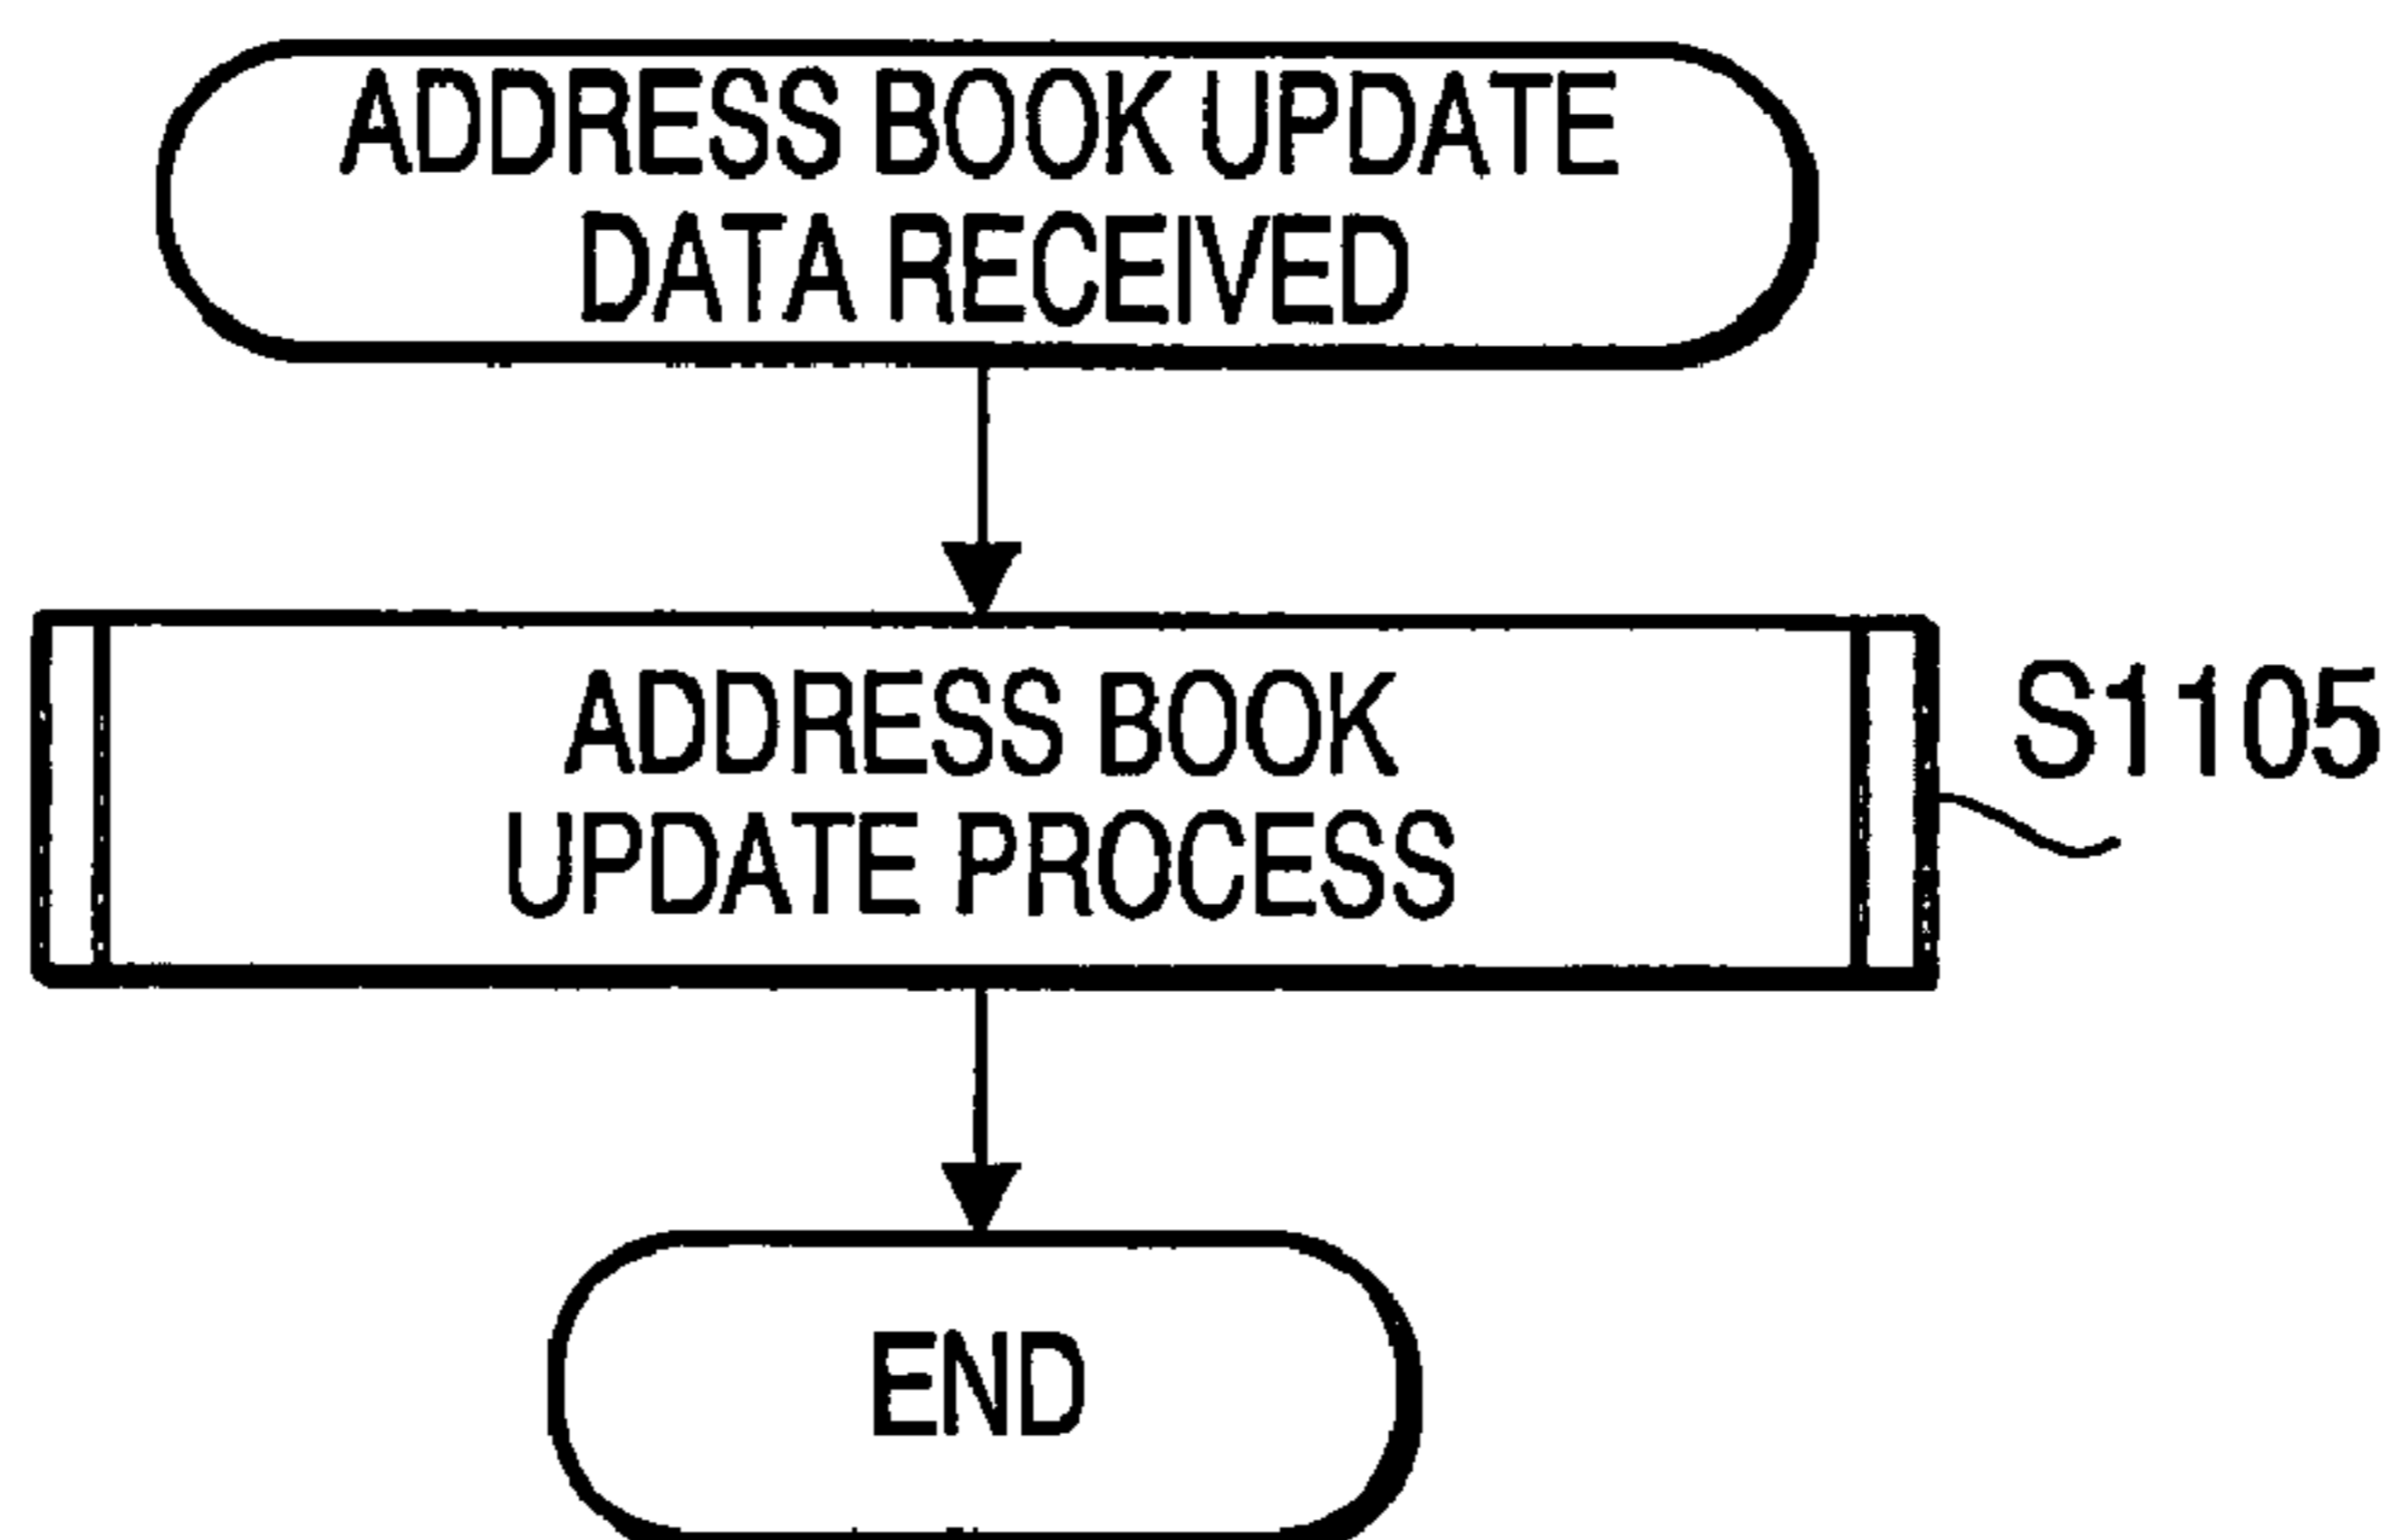 ADDRESS BOOK UPDATE
DATA RECEIVED
ADDRESS BOOK
UPDATE PROCESS
S1105
END